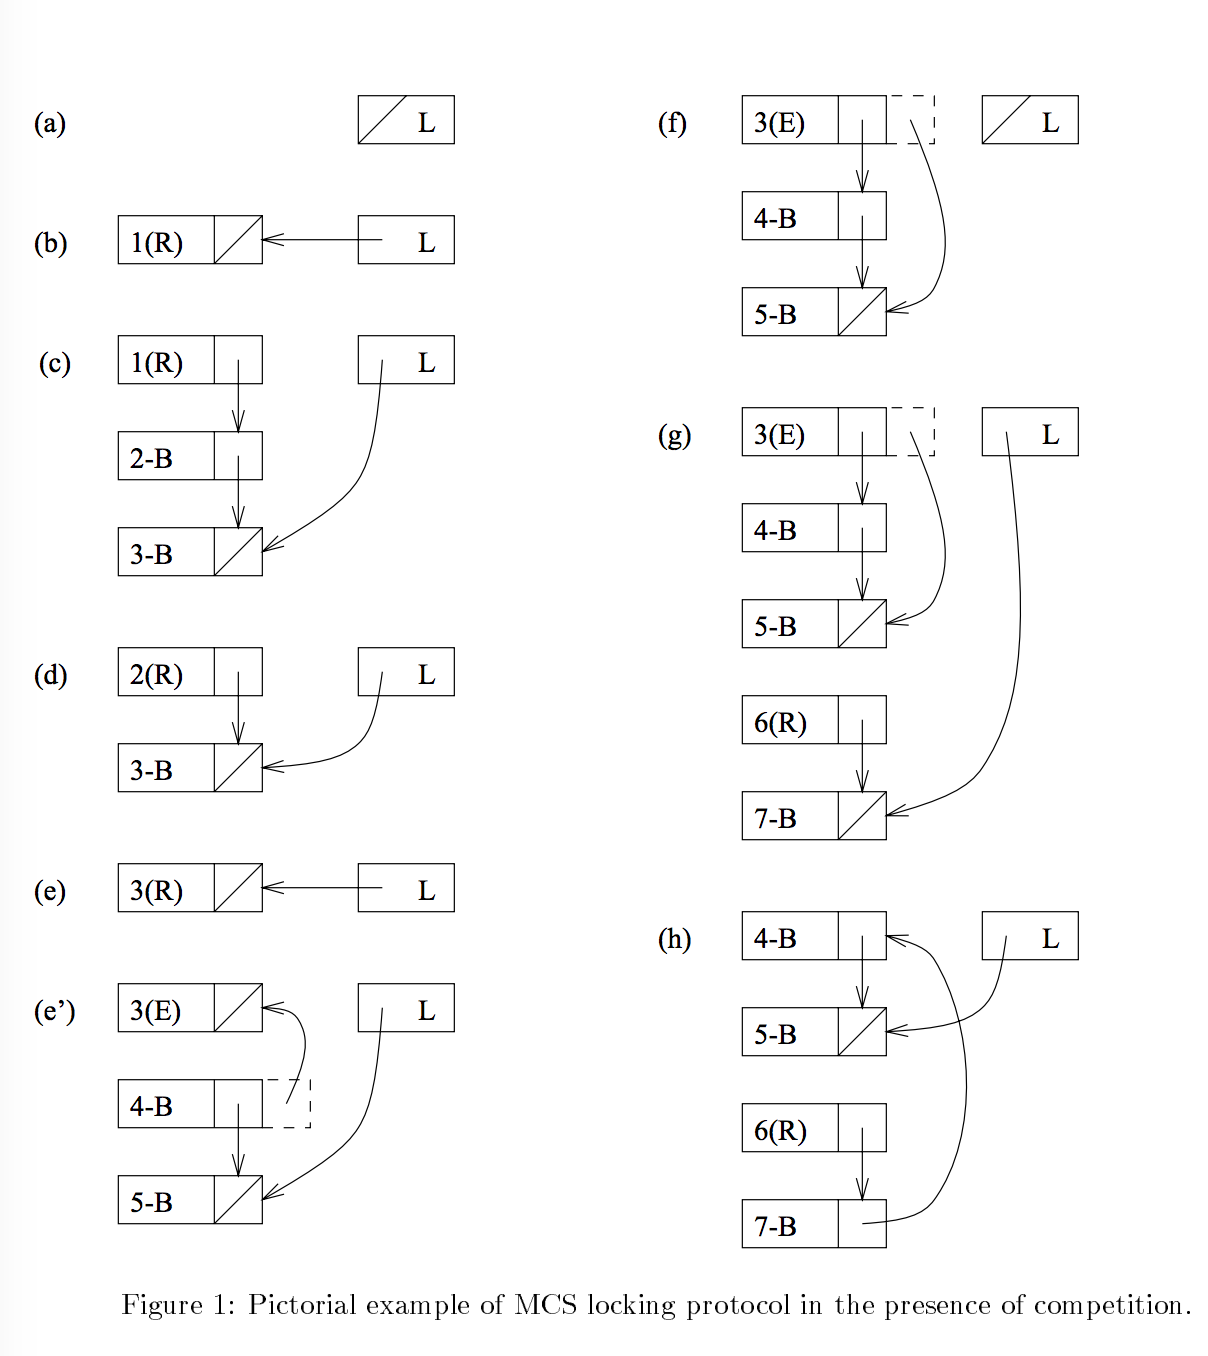 (a)
L
(b)
1(R)
L
(c)
1(R)
L
2-B
3-B
(d)
2(R)
L
3-B
(e)
3(R)
L
(e’)
3(E)
L
4-B
5-B
(f)
3(E)
L
4-B
5-B
(g)
3(E)
L
4-B
5-B
6(R)
7-B
(h)
4-B
L
5-B
6(R)
7-B
Figure 1: Pictorial example of MCS locking protocol in the presence of competition.